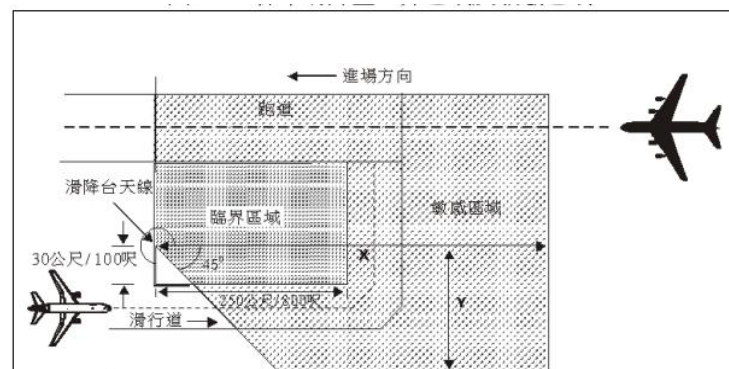 進場方向
跑道
滑降台天線
臨界區域
敏感區域
30公尺/100呎
45°
X
250公尺/800呎
滑行道
Y